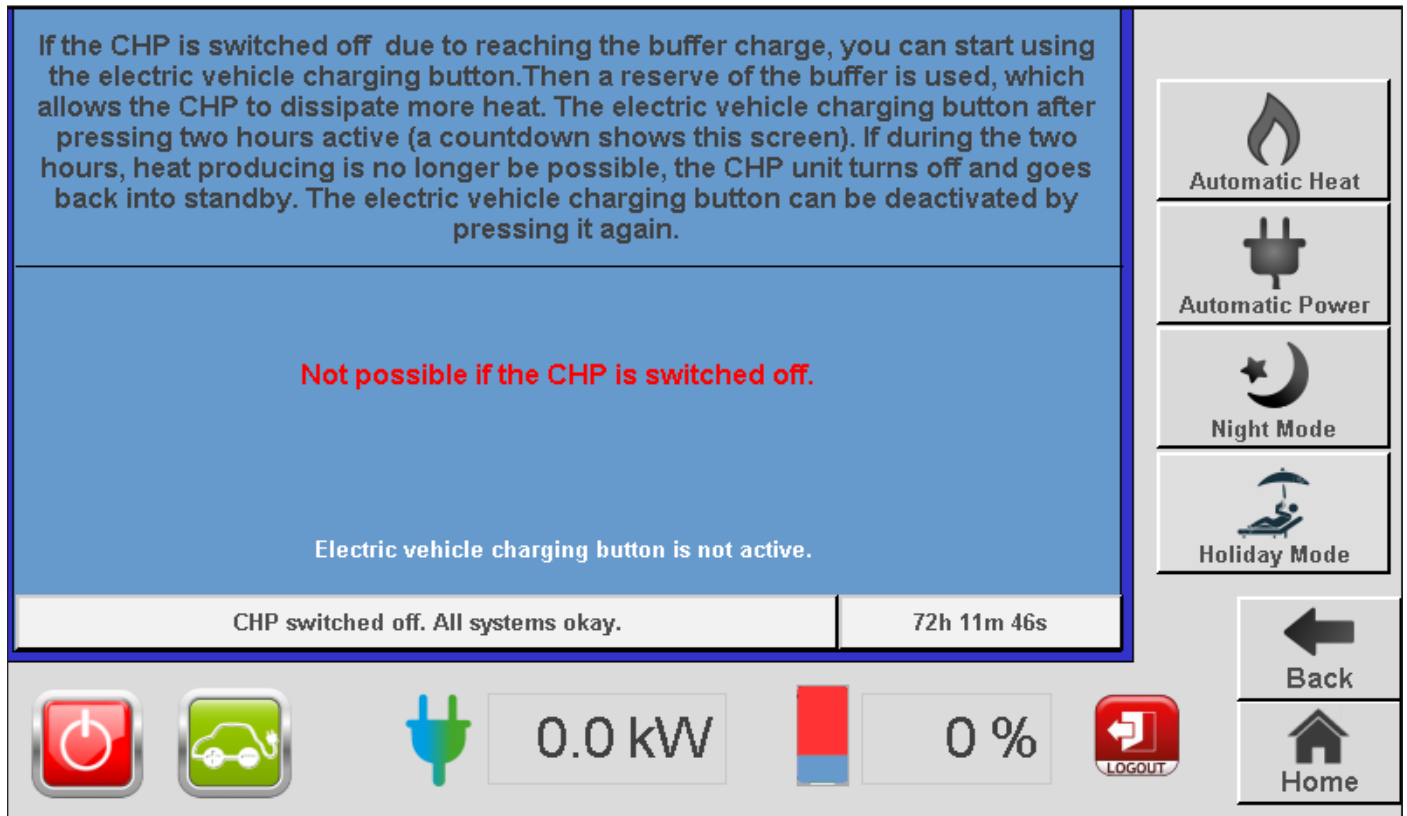 If the CHP is switched off  due to reaching the buffer charge, you can start using
the electric vehicle charging button.Then a reserve of the buffer is used, which
allows the CHP to dissipate more heat. The electric vehicle charging button after
pressing two hours active (a countdown shows this screen). If during the two
hours, heat producing is no longer be possible, the CHP unit turns off and goes
back into standby. The electric vehicle charging button can be deactivated by
pressing it again.
Not possible if the CHP is switched off.
Electric vehicle charging button is not active.
CHP switched off. All systems okay.
72h 11m 46s
Automatic Heat
Automatic Power
Night Mode
Holiday Mode
Back
Home
0.0 kW
0 %
LOGOUT